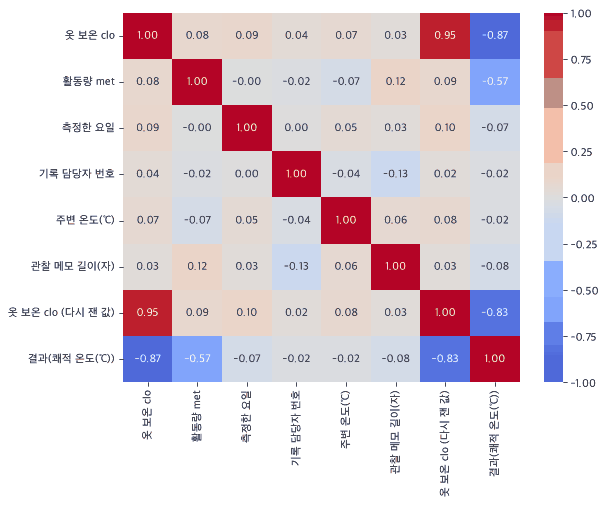 옷 보온 clo 1.00 0.08 0.09 0.04 0.07 0.03 0.95 -0.87
활동량 met 0.08 1.00 -0.00 -0.02 -0.07 0.12 0.09 -0.57
측정한 요일 0.09 -0.00 1.00 0.00 0.05 0.03 0.10 -0.07
기록 담당자 번호 0.04 -0.02 0.00 1.00 -0.04 -0.13 0.02 -0.02
주변 온도(℃) 0.07 -0.07 0.05 -0.04 1.00 0.06 0.08 -0.02
관찰 메모 길이(자) 0.03 0.12 0.03 -0.13 0.06 1.00 0.03 -0.08
옷 보온 clo (다시 잰 값) 0.95 0.09 0.10 0.02 0.08 0.03 1.00 -0.83
결과(쾌적 온도(℃)) -0.87 -0.57 -0.07 -0.02 -0.02 -0.08 -0.83 1.00
옷 보온 clo
활동량 met
측정한 요일
기록 담당자 번호
주변 온도(℃)
관찰 메모 길이(자)
옷 보온 clo (다시 잰 값)
결과(쾌적 온도(℃))
1.00
0.75
0.50
0.25
0.00
-0.25
-0.50
-0.75
-1.00